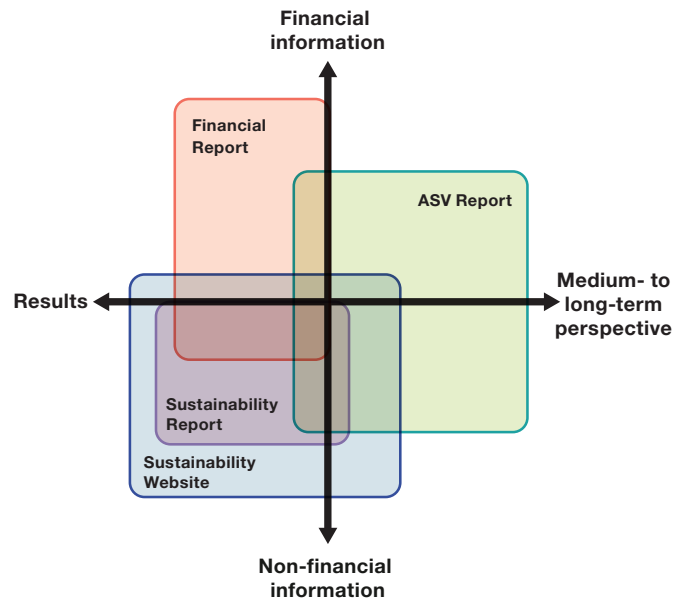 Financial
information
Financial
Report
ASV Report
Results
Medium- to
long-term
perspective
Sustainability
Report
Sustainability
Website
Non-financial
information